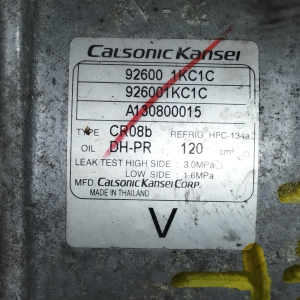 Calsonic Kansei
92600 1KC1C
926001KC1C
A130800015
TYPE CR08b REFRIG HFC-134a
OIL DH-PR 120 cm³
LEAK TEST HIGH SIDE : 3.0MPa
LOW SIDE : 1.6MPa
MFD. Calsonic Kansei Corp.
MADE IN THAILAND
V